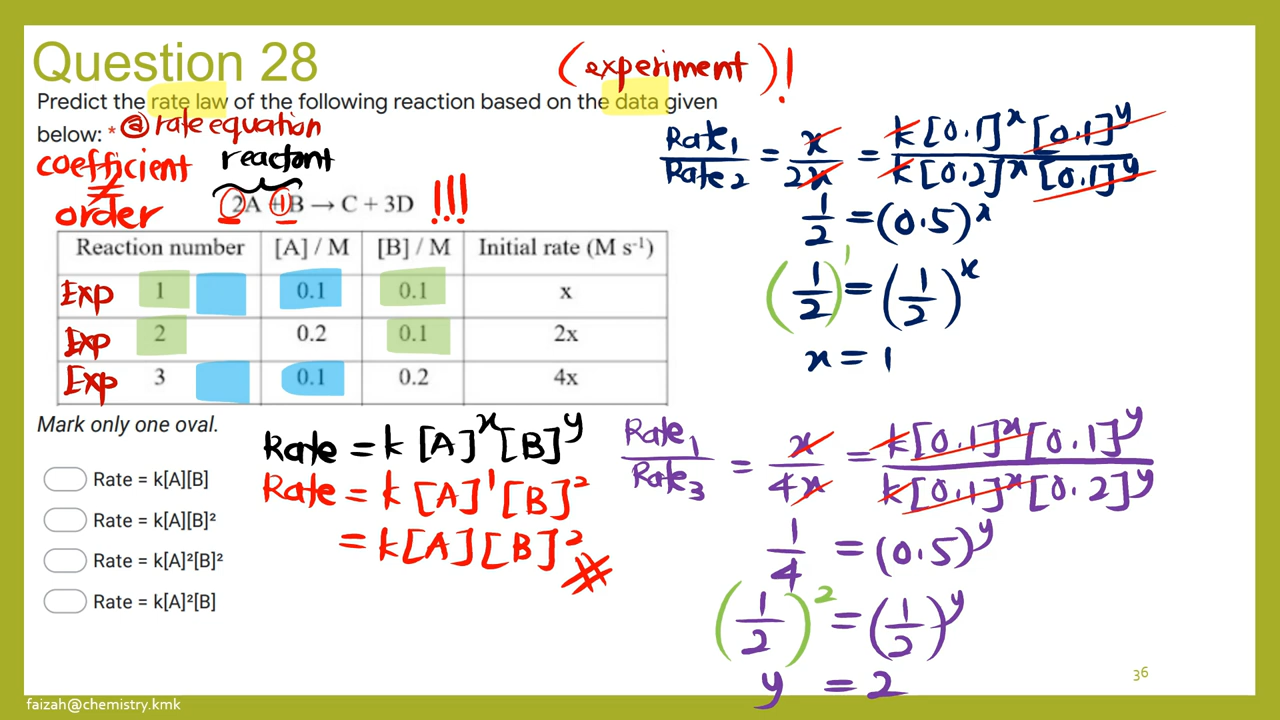 Question 28
(experiment)!
Predict the rate law of the following reaction based on the data given
below: * @ rate equation
coefficient
≠
order
reactant
2A + 1B → C + 3D !!!
Reaction number [A] / M [B] / M Initial rate (M s⁻¹)
Exp 1 0.1 0.1 x
Exp 2 0.2 0.1 2x
Exp 3 0.1 0.2 4x
Mark only one oval.
Rate = k[A][B]
Rate = k[A][B]²
Rate = k[A]²[B]²
Rate = k[A]²[B]
Rate = k [A]^x [B]^y
Rate = k [A]^1 [B]^2
= k[A][B]^2 #
Rate₁/Rate₂ = x/2x = k[0.1]^x [0.1]^y / k[0.2]^x [0.1]^y
1/2 = (0.5)^x
(1/2)^1 = (1/2)^x
x = 1
Rate₁/Rate₃ = x/4x = k[0.1]^x [0.1]^y / k[0.1]^x [0.2]^y
1/4 = (0.5)^y
(1/2)^2 = (1/2)^y
y = 2
36
faizah@chemistry.kmk